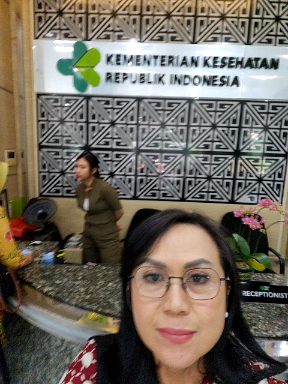 KEMENTERIAN KESEHATAN
REPUBLIK INDONESIA
RECEPTIONIST